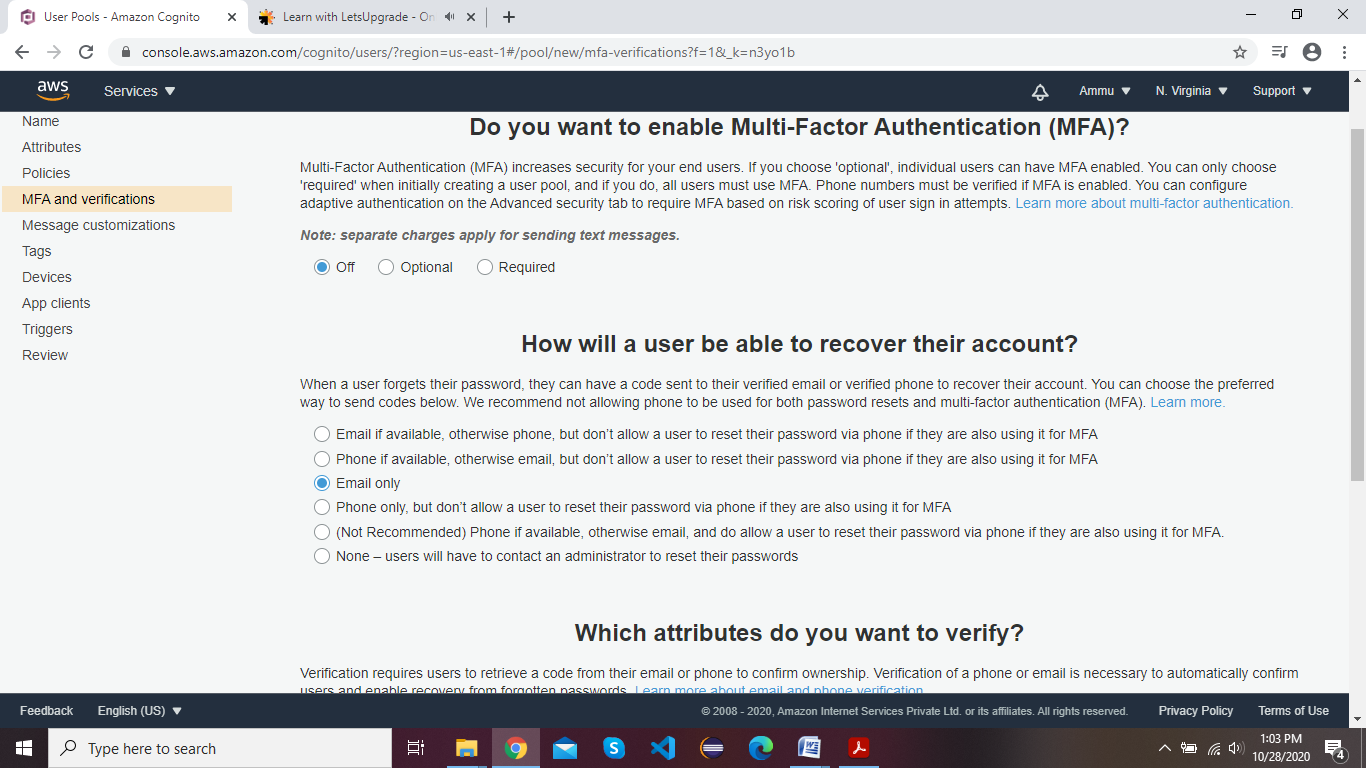 User Pools - Amazon Cognito
Learn with LetsUpgrade - On
console.aws.amazon.com/cognito/users/?region=us-east-1#/pool/new/mfa-verifications?f=1&_k=n3yo1b
aws Services Ammu N. Virginia Support
Name
Attributes
Policies
MFA and verifications
Message customizations
Tags
Devices
App clients
Triggers
Review
Do you want to enable Multi-Factor Authentication (MFA)?
Multi-Factor Authentication (MFA) increases security for your end users. If you choose 'optional', individual users can have MFA enabled. You can only choose
'required' when initially creating a user pool, and if you do, all users must use MFA. Phone numbers must be verified if MFA is enabled. You can configure
adaptive authentication on the Advanced security tab to require MFA based on risk scoring of user sign in attempts. Learn more about multi-factor authentication.
Note: separate charges apply for sending text messages.
Off Optional Required
How will a user be able to recover their account?
When a user forgets their password, they can have a code sent to their verified email or verified phone to recover their account. You can choose the preferred
way to send codes below. We recommend not allowing phone to be used for both password resets and multi-factor authentication (MFA). Learn more.
Email if available, otherwise phone, but don’t allow a user to reset their password via phone if they are also using it for MFA
Phone if available, otherwise email, but don’t allow a user to reset their password via phone if they are also using it for MFA
Email only
Phone only, but don’t allow a user to reset their password via phone if they are also using it for MFA
(Not Recommended) Phone if available, otherwise email, and do allow a user to reset their password via phone if they are also using it for MFA.
None – users will have to contact an administrator to reset their passwords
Which attributes do you want to verify?
Verification requires users to retrieve a code from their email or phone to confirm ownership. Verification of a phone or email is necessary to automatically confirm
users and enable recovery from forgotten passwords. Learn more about email and phone verification.
Feedback English (US) © 2008 - 2020, Amazon Internet Services Private Ltd. or its affiliates. All rights reserved. Privacy Policy Terms of Use
Type here to search
1:03 PM
10/28/2020
4